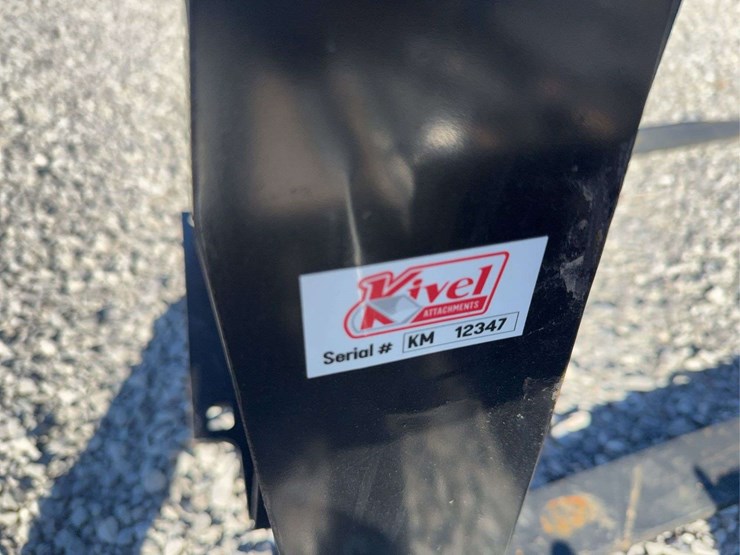 Kivel
ATTACHMENTS
Serial # KM 12347